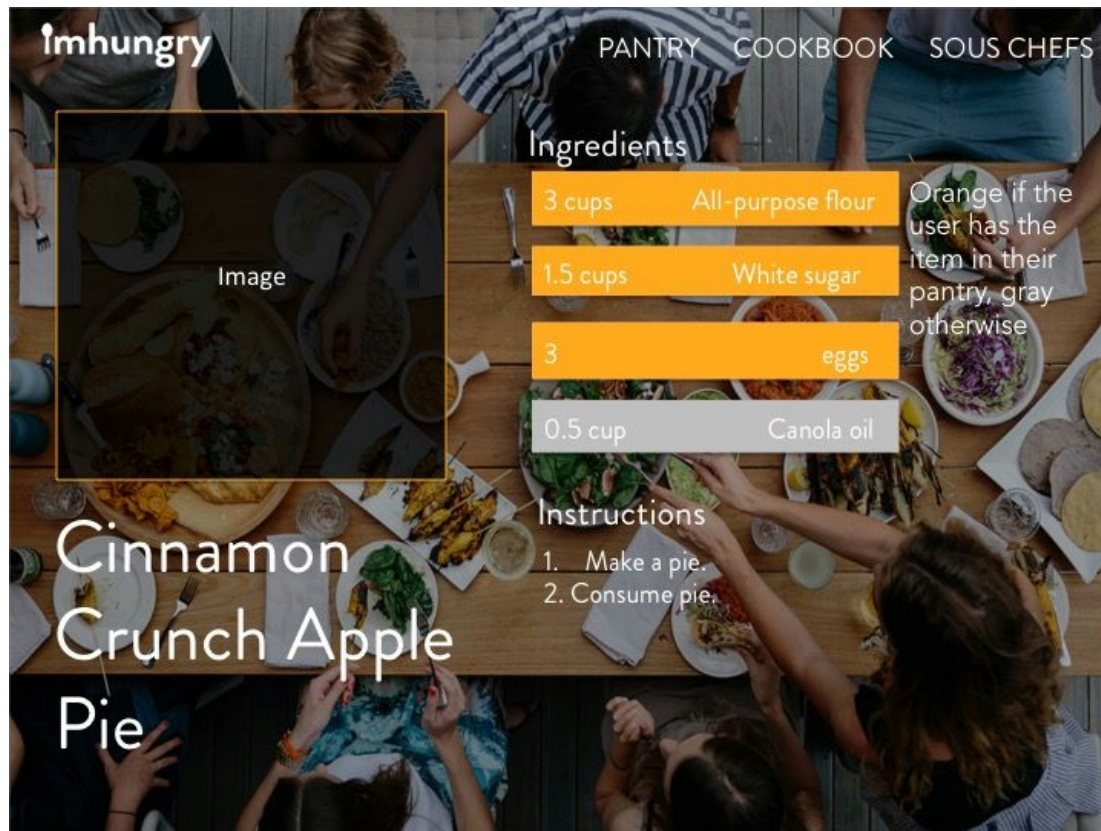 imhungry
PANTRY COOKBOOK SOUS CHEFS
Image
Cinnamon
Crunch Apple
Pie
Ingredients
3 cups All-purpose flour
1.5 cups White sugar
3 eggs
0.5 cup Canola oil
Orange if the
user has the
item in their
pantry, gray
otherwise
Instructions
1. Make a pie.
2. Consume pie.